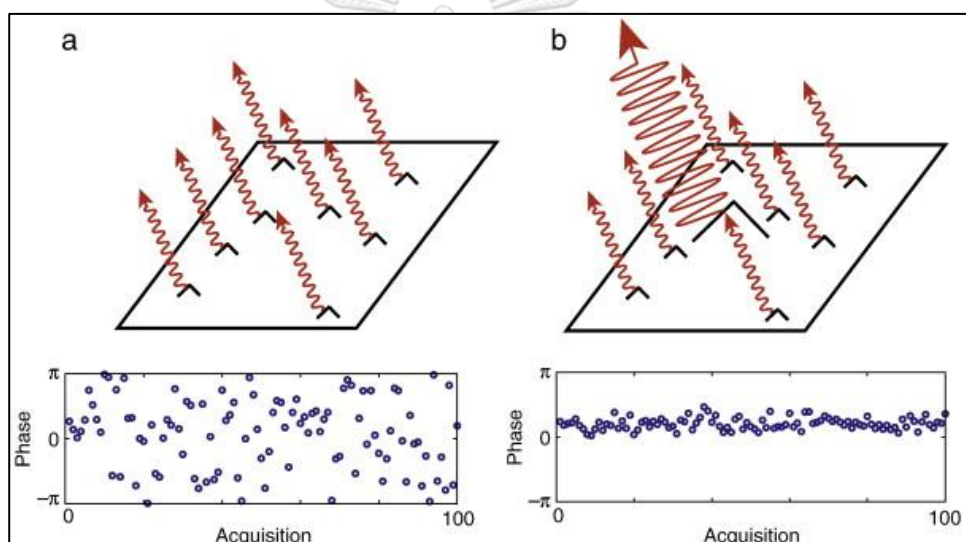 a
b
π
0
−π
Phase
0
100
Acquisition
π
0
−π
Phase
0
100
Acquisition